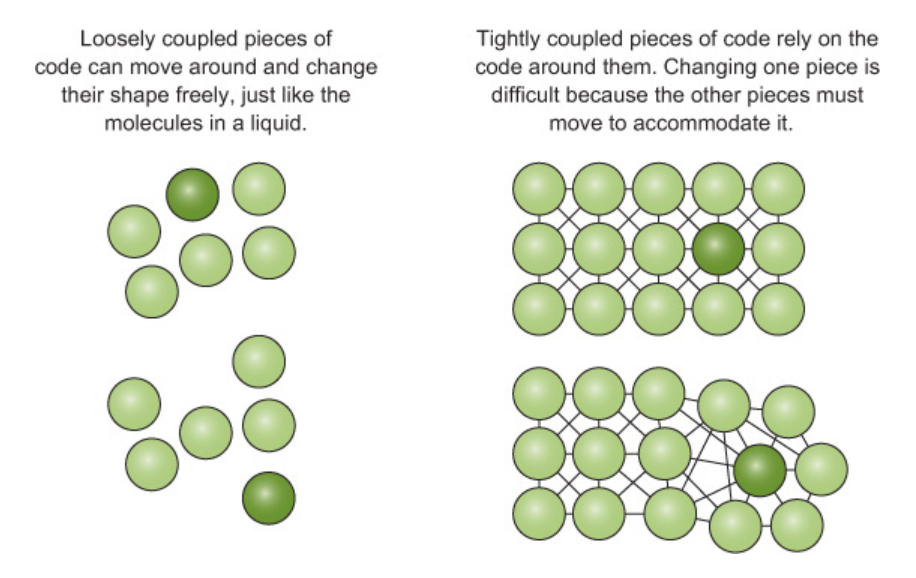 Loosely coupled pieces of
code can move around and change
their shape freely, just like the
molecules in a liquid.
Tightly coupled pieces of code rely on the
code around them. Changing one piece is
difficult because the other pieces must
move to accommodate it.